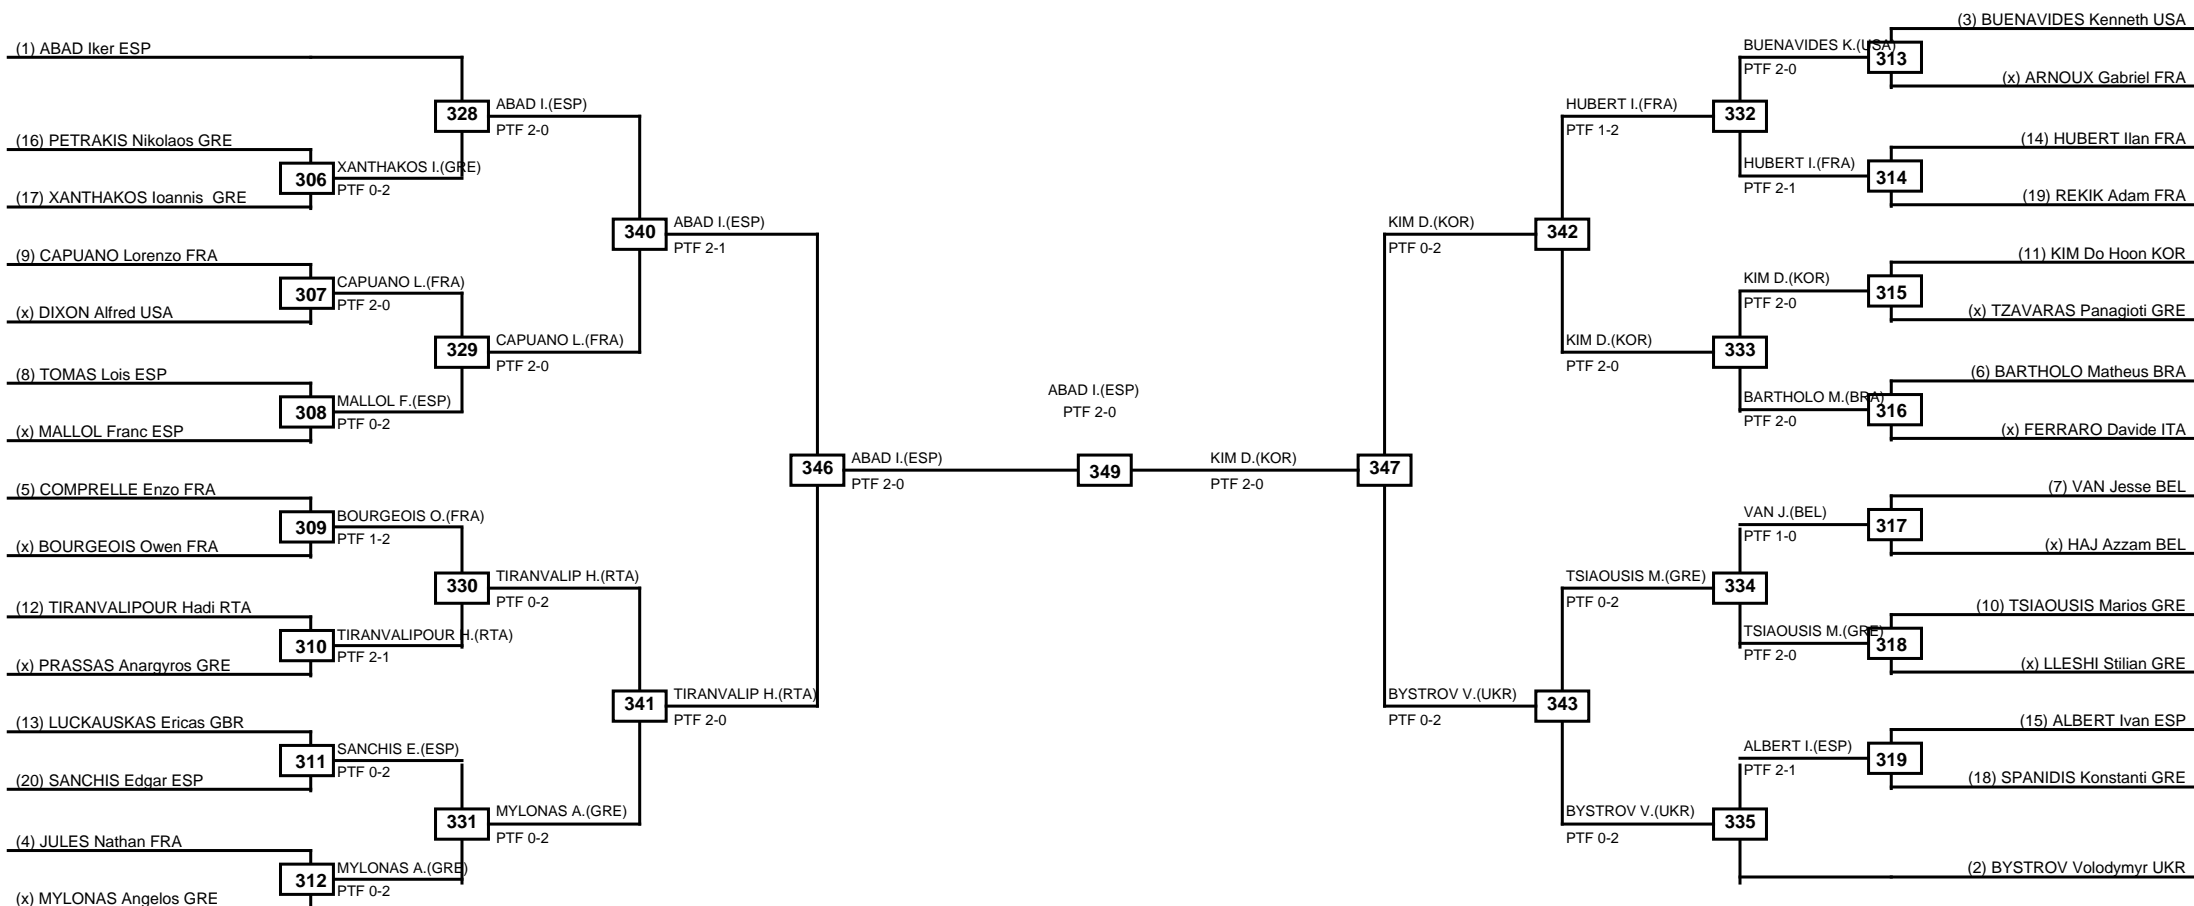 (1) ABAD Iker ESP
(16) PETRAKIS Nikolaos GRE
(17) XANTHAKOS Ioannis  GRE
(9) CAPUANO Lorenzo FRA
(x) DIXON Alfred USA
(8) TOMAS Lois ESP
(x) MALLOL Franc ESP
(5) COMPRELLE Enzo FRA
(x) BOURGEOIS Owen FRA
(12) TIRANVALIPOUR Hadi RTA
(x) PRASSAS Anargyros GRE
(13) LUCKAUSKAS Ericas GBR
(20) SANCHIS Edgar ESP
(4) JULES Nathan FRA
(x) MYLONAS Angelos GRE
306
XANTHAKOS I.(GRE)
PTF 0-2
307
CAPUANO L.(FRA)
PTF 2-0
308
MALLOL F.(ESP)
PTF 0-2
309
BOURGEOIS O.(FRA)
PTF 1-2
310
TIRANVALIPOUR H.(RTA)
PTF 2-1
311
SANCHIS E.(ESP)
PTF 0-2
312
MYLONAS A.(GRE)
PTF 0-2
328
ABAD I.(ESP)
PTF 2-0
329
CAPUANO L.(FRA)
PTF 2-0
330
TIRANVALIP H.(RTA)
PTF 0-2
331
MYLONAS A.(GRE)
PTF 0-2
340
ABAD I.(ESP)
PTF 2-1
341
TIRANVALIP H.(RTA)
PTF 2-0
346
ABAD I.(ESP)
PTF 2-0
ABAD I.(ESP)
PTF 2-0
349
KIM D.(KOR)
PTF 2-0
347
KIM D.(KOR)
PTF 0-2
342
BYSTROV V.(UKR)
PTF 0-2
343
HUBERT I.(FRA)
PTF 1-2
332
KIM D.(KOR)
PTF 2-0
333
TSIAOUSIS M.(GRE)
PTF 0-2
334
BYSTROV V.(UKR)
PTF 0-2
335
BUENAVIDES K.(USA)
PTF 2-0
313
HUBERT I.(FRA)
PTF 2-1
314
KIM D.(KOR)
PTF 2-0
315
BARTHOLO M.(BRA)
PTF 2-0
316
VAN J.(BEL)
PTF 1-0
317
TSIAOUSIS M.(GRE)
PTF 2-0
318
ALBERT I.(ESP)
PTF 2-1
319
(3) BUENAVIDES Kenneth USA
(x) ARNOUX Gabriel FRA
(14) HUBERT Ilan FRA
(19) REKIK Adam FRA
(11) KIM Do Hoon KOR
(x) TZAVARAS Panagioti GRE
(6) BARTHOLO Matheus BRA
(x) FERRARO Davide ITA
(7) VAN Jesse BEL
(x) HAJ Azzam BEL
(10) TSIAOUSIS Marios GRE
(x) LLESHI Stilian GRE
(15) ALBERT Ivan ESP
(18) SPANIDIS Konstanti GRE
(2) BYSTROV Volodymyr UKR